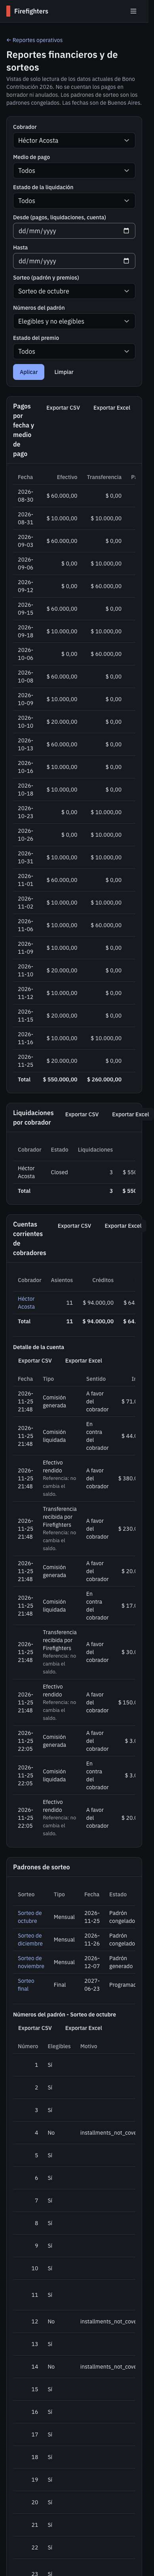 Firefighters
← Reportes operativos
Reportes financieros y de
sorteos
Vistas de solo lectura de los datos actuales de Bono
Contribución 2026. No se cuentan los pagos en
borrador ni anulados. Los padrones de sorteo son los
padrones congelados. Las fechas son de Buenos Aires.
Cobrador
Héctor Acosta
Medio de pago
Todos
Estado de la liquidación
Todos
Desde (pagos, liquidaciones, cuenta)
dd/mm/yyyy
Hasta
dd/mm/yyyy
Sorteo (padrón y premios)
Sorteo de octubre
Números del padrón
Elegibles y no elegibles
Estado del premio
Todos
Aplicar Limpiar
Pagos por fecha y medio de pago Exportar CSV Exportar Excel
Fecha Efectivo Transferencia
2026-08-30 $ 60.000,00 $ 0,00
2026-08-31 $ 10.000,00 $ 0,00
2026-09-03 $ 60.000,00 $ 0,00
2026-09-06 $ 0,00 $ 10.000,00
2026-09-12 $ 0,00 $ 60.000,00
2026-09-15 $ 60.000,00 $ 0,00
2026-09-18 $ 10.000,00 $ 10.000,00
2026-10-06 $ 0,00 $ 60.000,00
2026-10-08 $ 60.000,00 $ 0,00
2026-10-09 $ 10.000,00 $ 0,00
2026-10-10 $ 20.000,00 $ 0,00
2026-10-13 $ 60.000,00 $ 0,00
2026-10-16 $ 10.000,00 $ 10.000,00
2026-10-18 $ 10.000,00 $ 0,00
2026-10-23 $ 0,00 $ 10.000,00
2026-10-26 $ 0,00 $ 10.000,00
2026-10-31 $ 10.000,00 $ 10.000,00
2026-11-01 $ 60.000,00 $ 0,00
2026-11-02 $ 10.000,00 $ 10.000,00
2026-11-06 $ 10.000,00 $ 60.000,00
2026-11-09 $ 10.000,00 $ 0,00
2026-11-10 $ 20.000,00 $ 0,00
2026-11-12 $ 10.000,00 $ 10.000,00
2026-11-15 $ 20.000,00 $ 0,00
2026-11-16 $ 10.000,00 $ 10.000,00
2026-11-25 $ 20.000,00 $ 0,00
Total $ 550.000,00 $ 260.000,00
Liquidaciones por cobrador Exportar CSV Exportar Excel
Cobrador Estado Liquidaciones
Héctor Acosta Closed 3
Total 3
Cuentas corrientes de cobradores Exportar CSV Exportar Excel
Cobrador Asientos Créditos
Héctor Acosta 11 $ 94.000,00
Total 11 $ 94.000,00
Detalle de la cuenta
Exportar CSV Exportar Excel
Fecha Tipo Sentido
2026-11-25 21:48 Comisión generada A favor del cobrador
2026-11-25 21:48 Comisión liquidada En contra del cobrador
2026-11-25 21:48 Efectivo rendido Referencia: no cambia el saldo. A favor del cobrador
2026-11-25 21:48 Transferencia recibida por Firefighters Referencia: no cambia el saldo. A favor del cobrador
2026-11-25 21:48 Comisión generada A favor del cobrador
2026-11-25 21:48 Comisión liquidada En contra del cobrador
2026-11-25 21:48 Transferencia recibida por Firefighters Referencia: no cambia el saldo. A favor del cobrador
2026-11-25 21:48 Efectivo rendido Referencia: no cambia el saldo. A favor del cobrador
2026-11-25 22:05 Comisión generada A favor del cobrador
2026-11-25 22:05 Comisión liquidada En contra del cobrador
2026-11-25 22:05 Efectivo rendido Referencia: no cambia el saldo. A favor del cobrador
Padrones de sorteo
Sorteo Tipo Fecha Estado
Sorteo de octubre Mensual 2026-11-25 Padrón congelado
Sorteo de diciembre Mensual 2026-11-26 Padrón congelado
Sorteo de noviembre Mensual 2026-12-07 Padrón generado
Sorteo final Final 2027-06-23
Números del padrón · Sorteo de octubre
Exportar CSV Exportar Excel
Número Elegibles Motivo
1 Sí
2 Sí
3 Sí
4 No
5 Sí
6 Sí
7 Sí
8 Sí
9 Sí
10 Sí
11 Sí
12 No
13 Sí
14 No
15 Sí
16 Sí
17 Sí
18 Sí
19 Sí
20 Sí
21 Sí
22 Sí
23 Sí